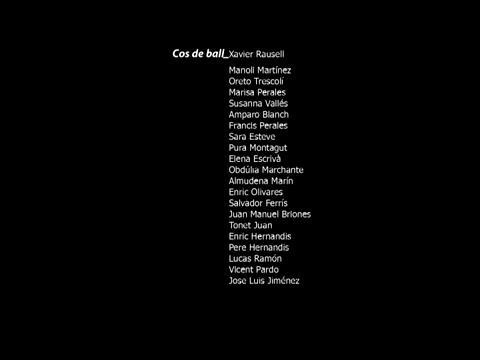 Cos de ball_Xavier Rausell
Manoli Martínez
Oreto Trescolí
Marisa Perales
Susanna Vallés
Amparo Blanch
Francis Perales
Sara Esteve
Pura Montagut
Elena Escrivà
Obdúlia Marchante
Almudena Marín
Enric Olivares
Salvador Ferrís
Juan Manuel Briones
Tonet Juan
Enric Hernandis
Pere Hernandis
Lucas Ramón
Vicent Pardo
Jose Luis Jiménez